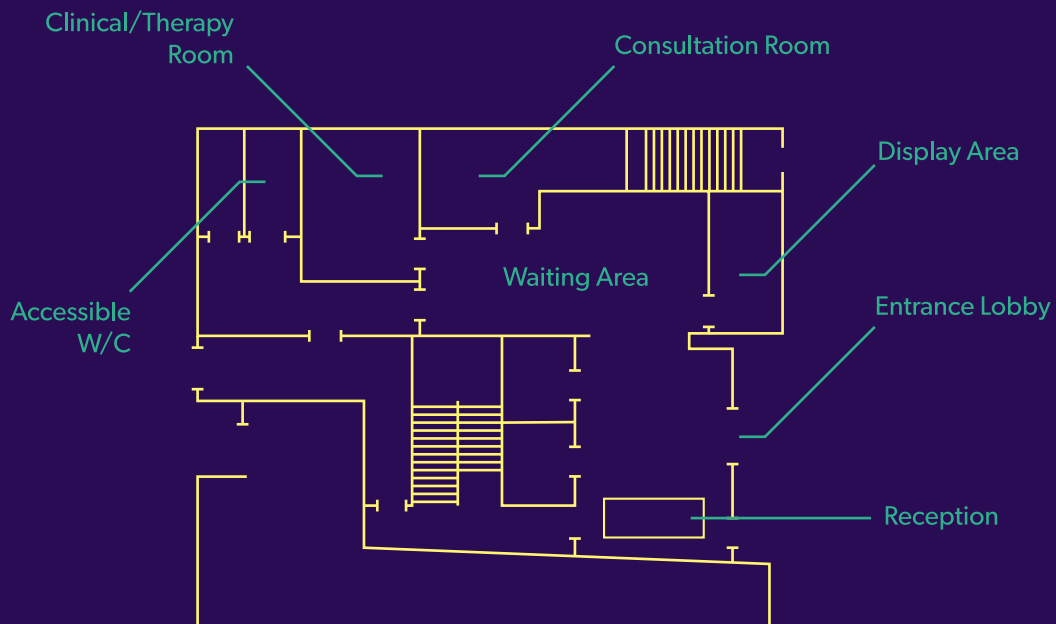 Clinical/Therapy
Room
Consultation Room
Display Area
Waiting Area
Entrance Lobby
Accessible
W/C
Reception